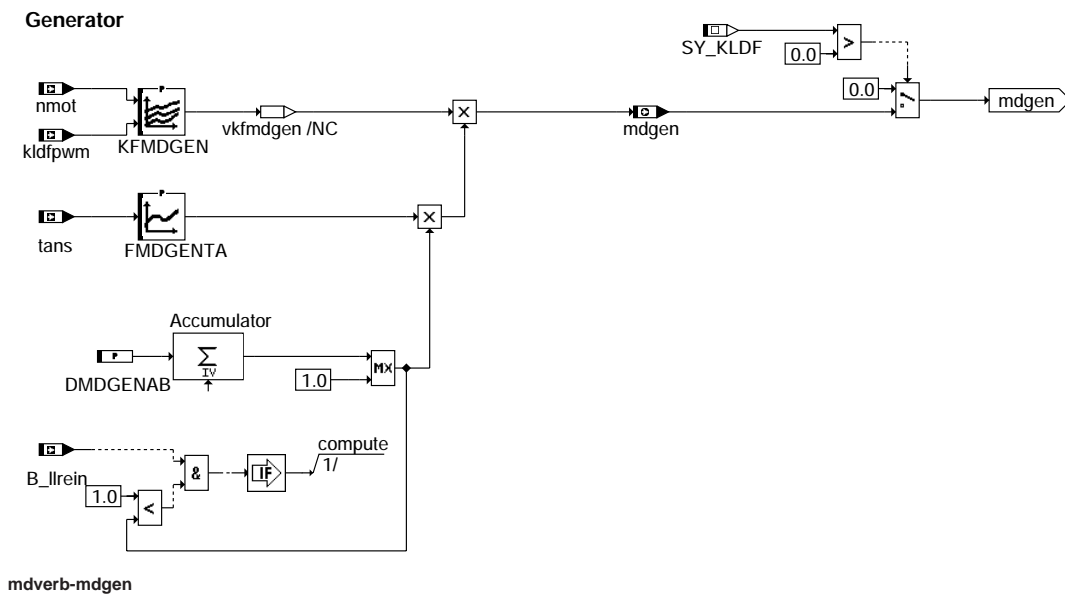 Generator
SY_KLDF
>
0.0
0.0
nmot
P
kldfpwm
KFMDGEN
vkfmdgen /NC
×
mdgen
mdgen
tans
P
FMDGENTA
×
Accumulator
P
DMDGENAB
Σ
IV
MX
1.0
B_llrein
&
IF
compute
1/
1.0
<
mdverb-mdgen